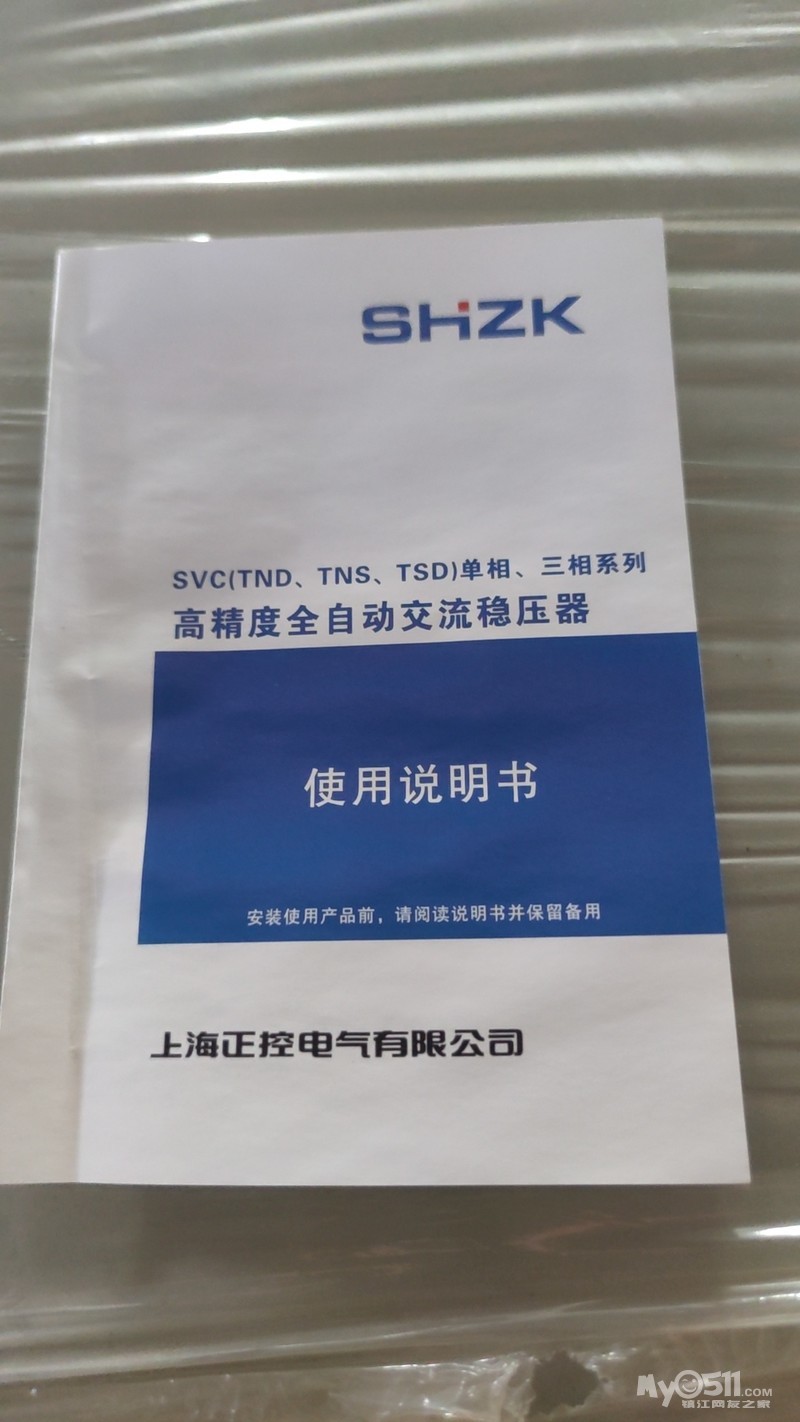 SHZK
SVC(TND、TNS、TSD)单相、三相系列
高精度全自动交流稳压器
使用说明书
安装使用产品前，请阅读说明书并保留备用
上海正控电气有限公司
My0511.COM
镇江网友之家